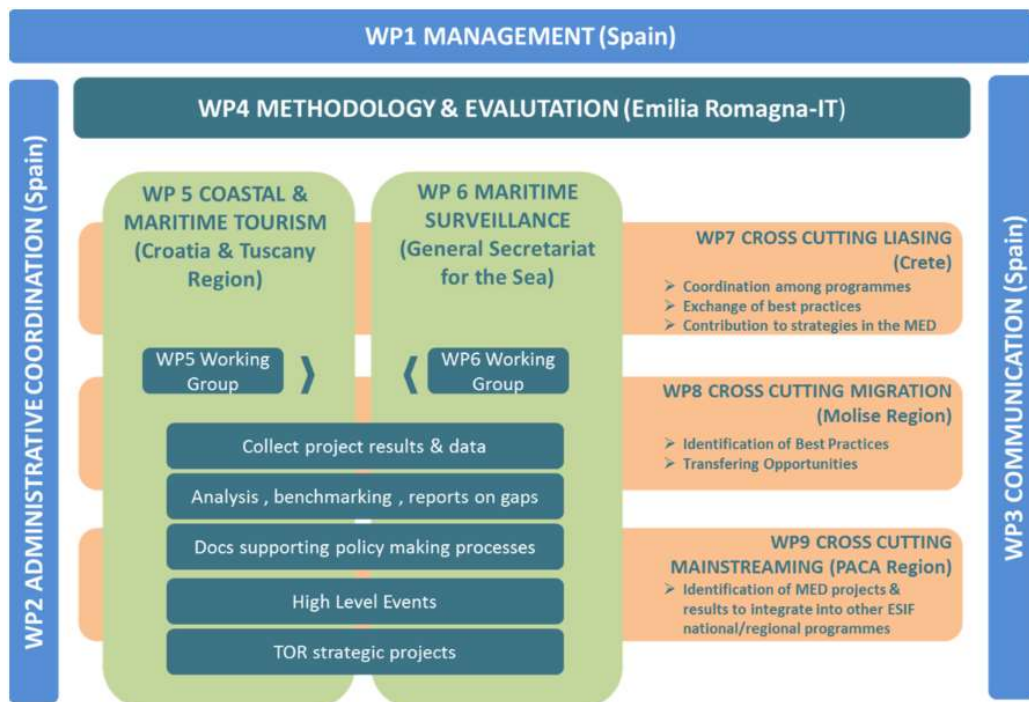 WP1 MANAGEMENT (Spain)
WP2 ADMINISTRATIVE COORDINATION (Spain)
WP4 METHODOLOGY & EVALUTATION (Emilia Romagna-IT)
WP 5 COASTAL &
MARITIME TOURISM
(Croatia & Tuscany
Region)
WP5 Working
Group
WP 6 MARITIME
SURVEILLANCE
(General Secretariat
for the Sea)
WP6 Working
Group
Collect project results & data
Analysis , benchmarking , reports on gaps
Docs supporting policy making processes
High Level Events
TOR strategic projects
WP7 CROSS CUTTING LIASING
(Crete)
➢ Coordination among programmes
➢ Exchange of best practices
➢ Contribution to strategies in the MED
WP8 CROSS CUTTING MIGRATION
(Molise Region)
➢ Identification of Best Practices
➢ Transfering Opportunities
WP9 CROSS CUTTING
MAINSTREAMING (PACA Region)
➢ Identification of MED projects &
results to integrate into other ESIF
national/regional programmes
WP3 COMMUNICATION (Spain)